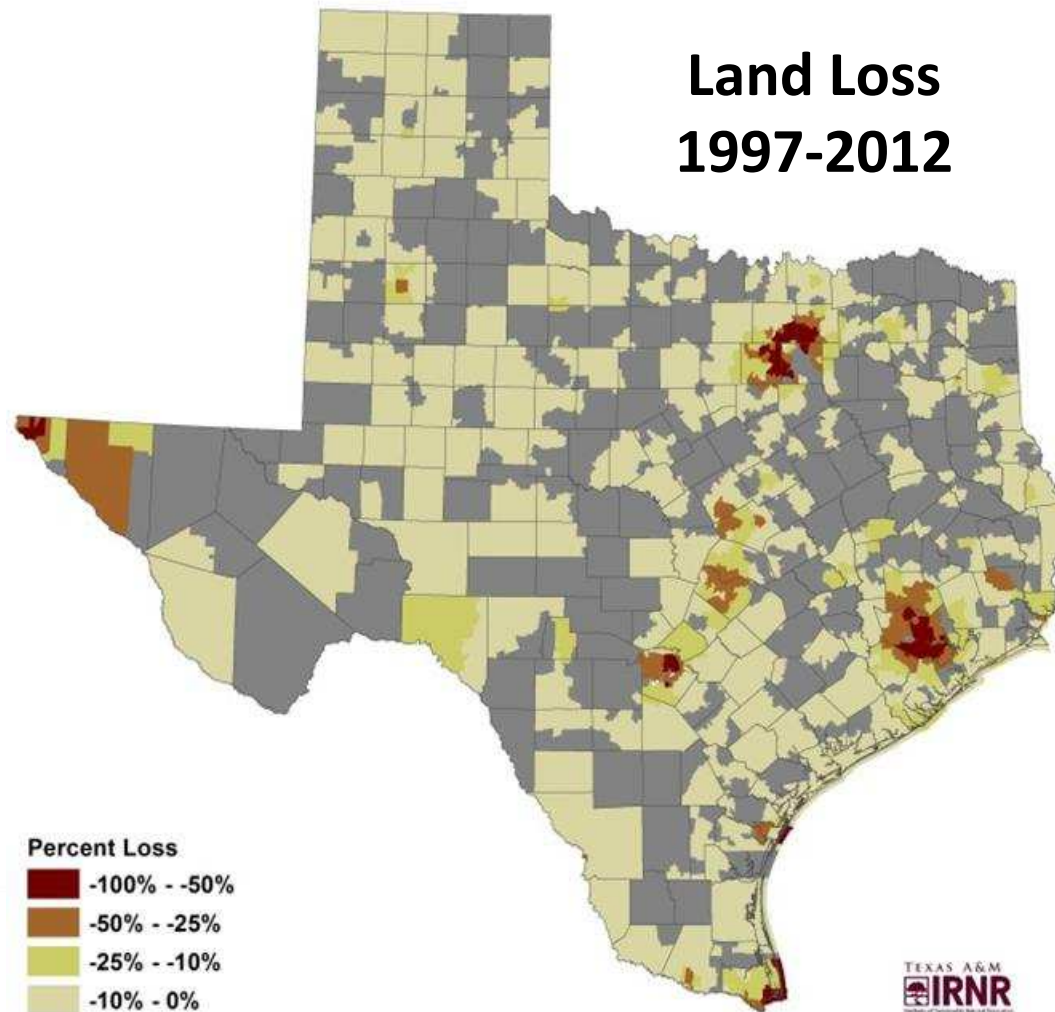 Land Loss
1997-2012
Percent Loss
-100% - -50%
-50% - -25%
-25% - -10%
-10% - 0%
TEXAS A&M
IRNR